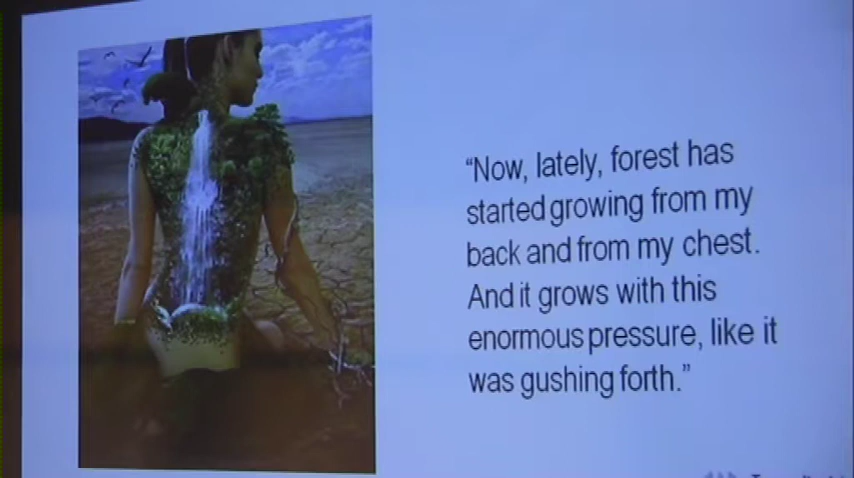 “Now, lately, forest has
started growing from my
back and from my chest.
And it grows with this
enormous pressure, like it
was gushing forth.”